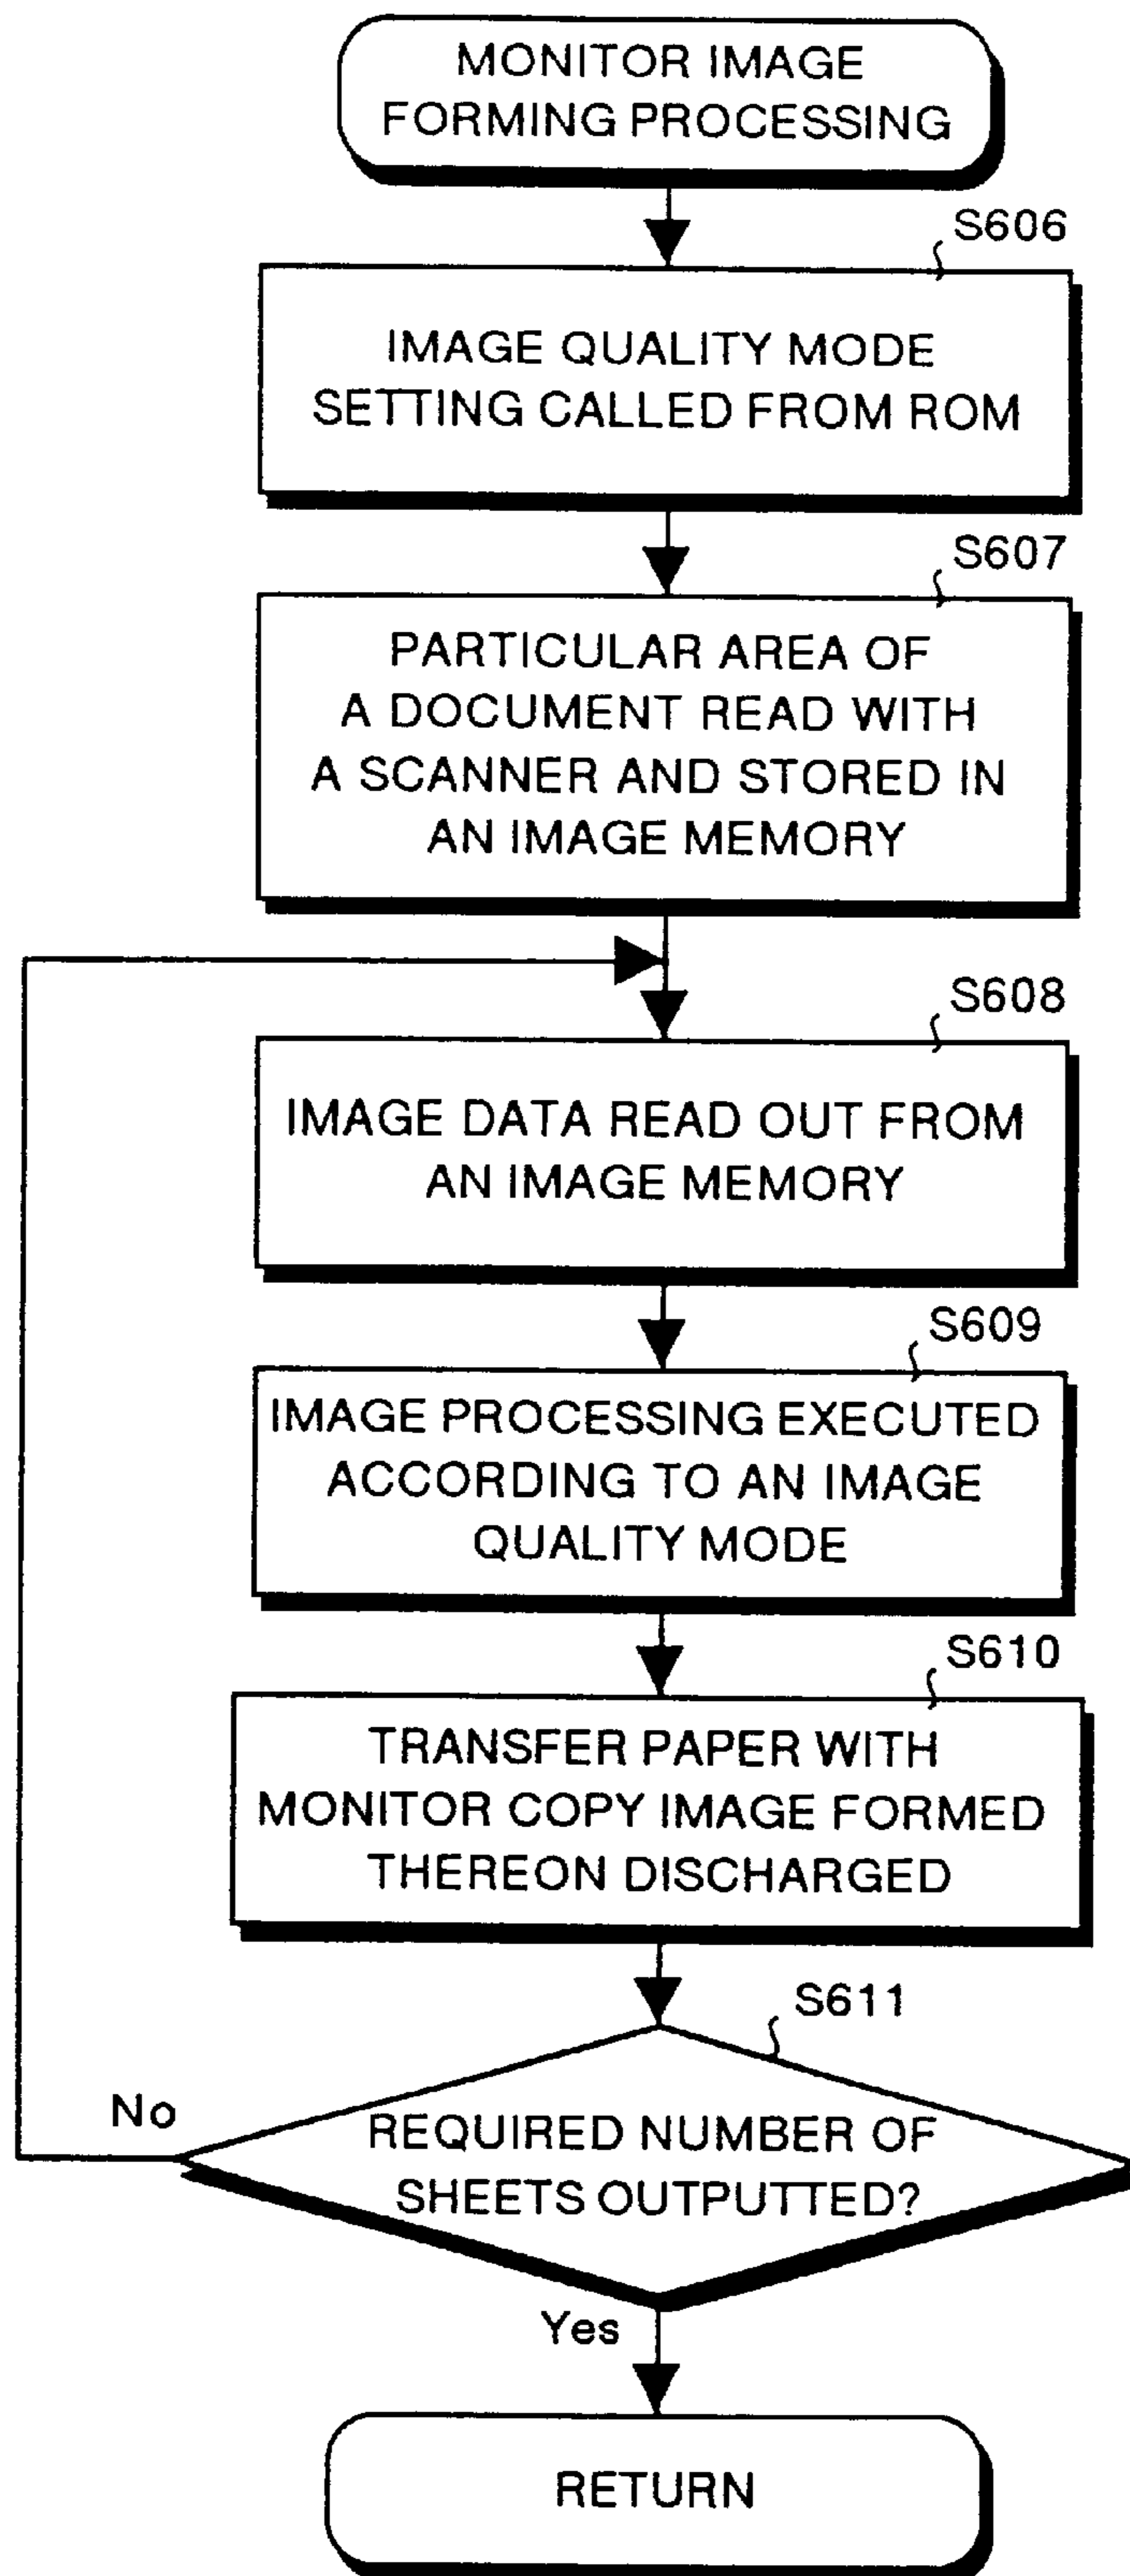 MONITOR IMAGE
FORMING PROCESSING
S606
IMAGE QUALITY MODE
SETTING CALLED FROM ROM
S607
PARTICULAR AREA OF
A DOCUMENT READ WITH
A SCANNER AND STORED IN
AN IMAGE MEMORY
S608
IMAGE DATA READ OUT FROM
AN IMAGE MEMORY
S609
IMAGE PROCESSING EXECUTED
ACCORDING TO AN IMAGE
QUALITY MODE
S610
TRANSFER PAPER WITH
MONITOR COPY IMAGE FORMED
THEREON DISCHARGED
S611
No
REQUIRED NUMBER OF
SHEETS OUTPUTTED?
Yes
RETURN